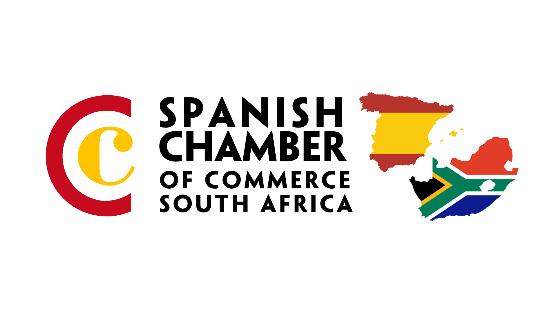 SPANISH
CHAMBER
OF COMMERCE
SOUTH AFRICA